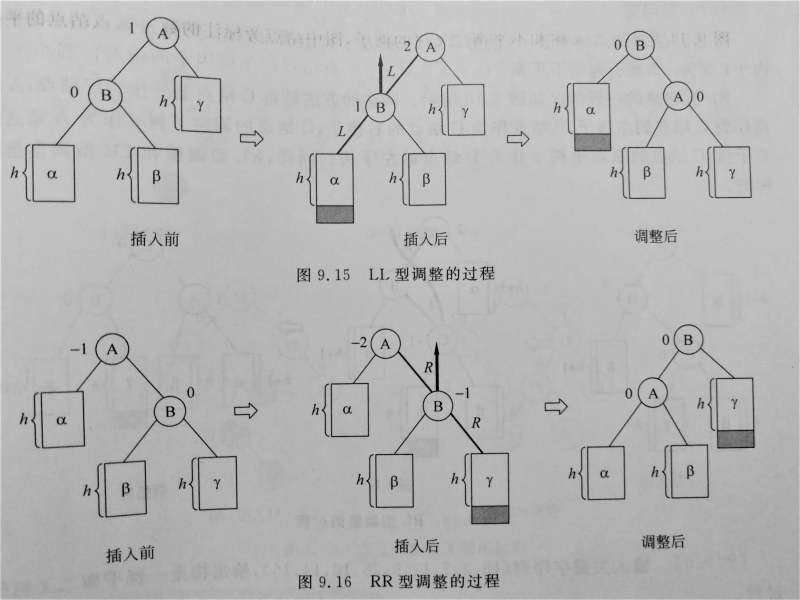 1 A
0 B
h γ
h α
h β
插入前
2 A
L
1 B
h γ
L
h α
h β
插入后
0 B
h α
A 0
h β
h γ
调整后
图 9.15 LL 型调整的过程
-1 A
h α
B 0
h β
h γ
插入前
-2 A
R
h α
B -1
R
h β
h γ
插入后
0 B
0 A
h γ
h α
h β
调整后
图 9.16 RR 型调整的过程